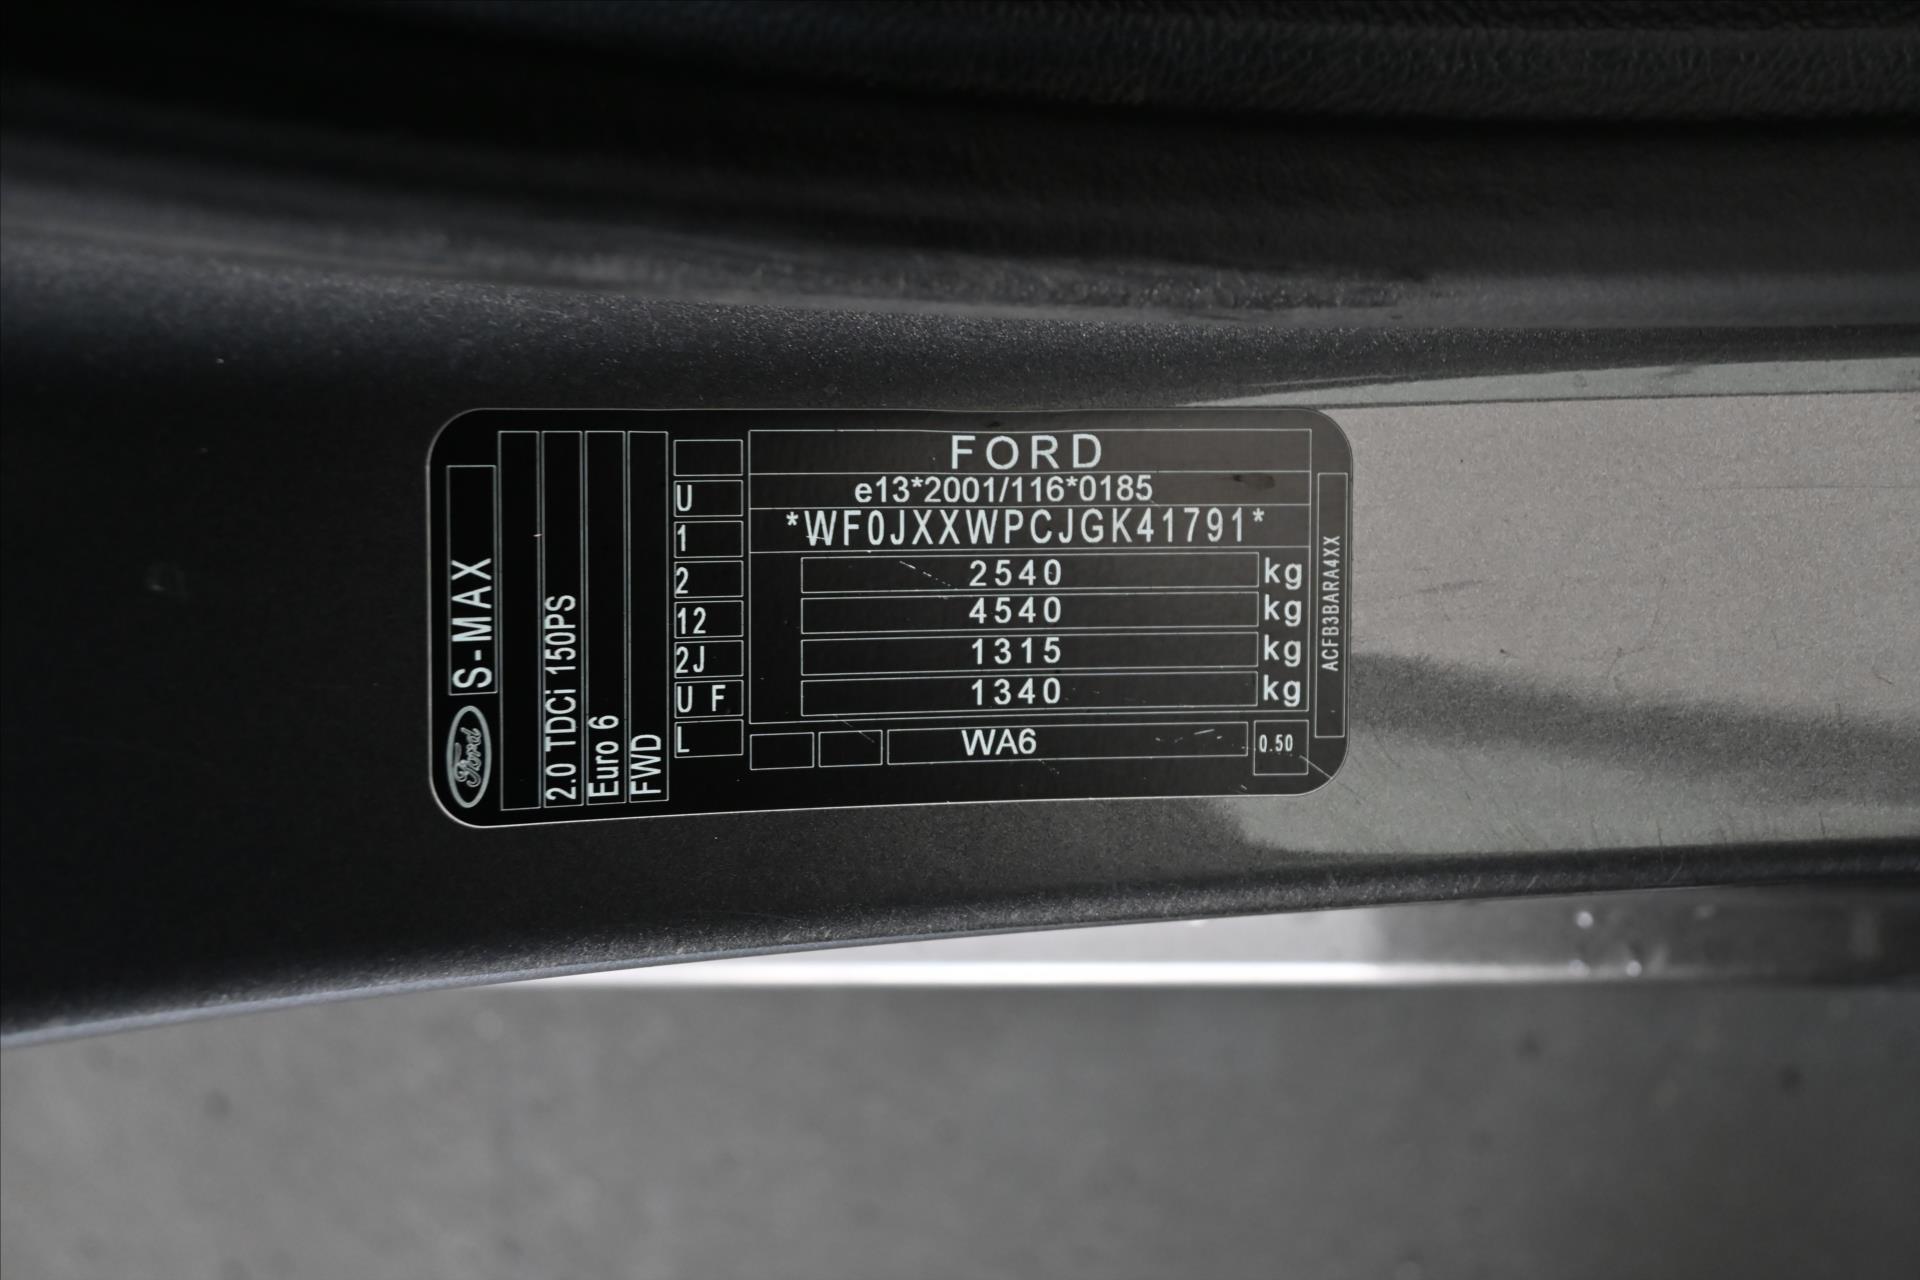 Ford S-MAX
2.0 TDCi 150PS
Euro 6
FWD
U
1
2
12
2J
U F
L
FORD
e13*2001/116*0185
*WF0JXXWPCJGK41791*
2540 kg
4540 kg
1315 kg
1340 kg
WA6
0.50
ACFB3BARA4XX